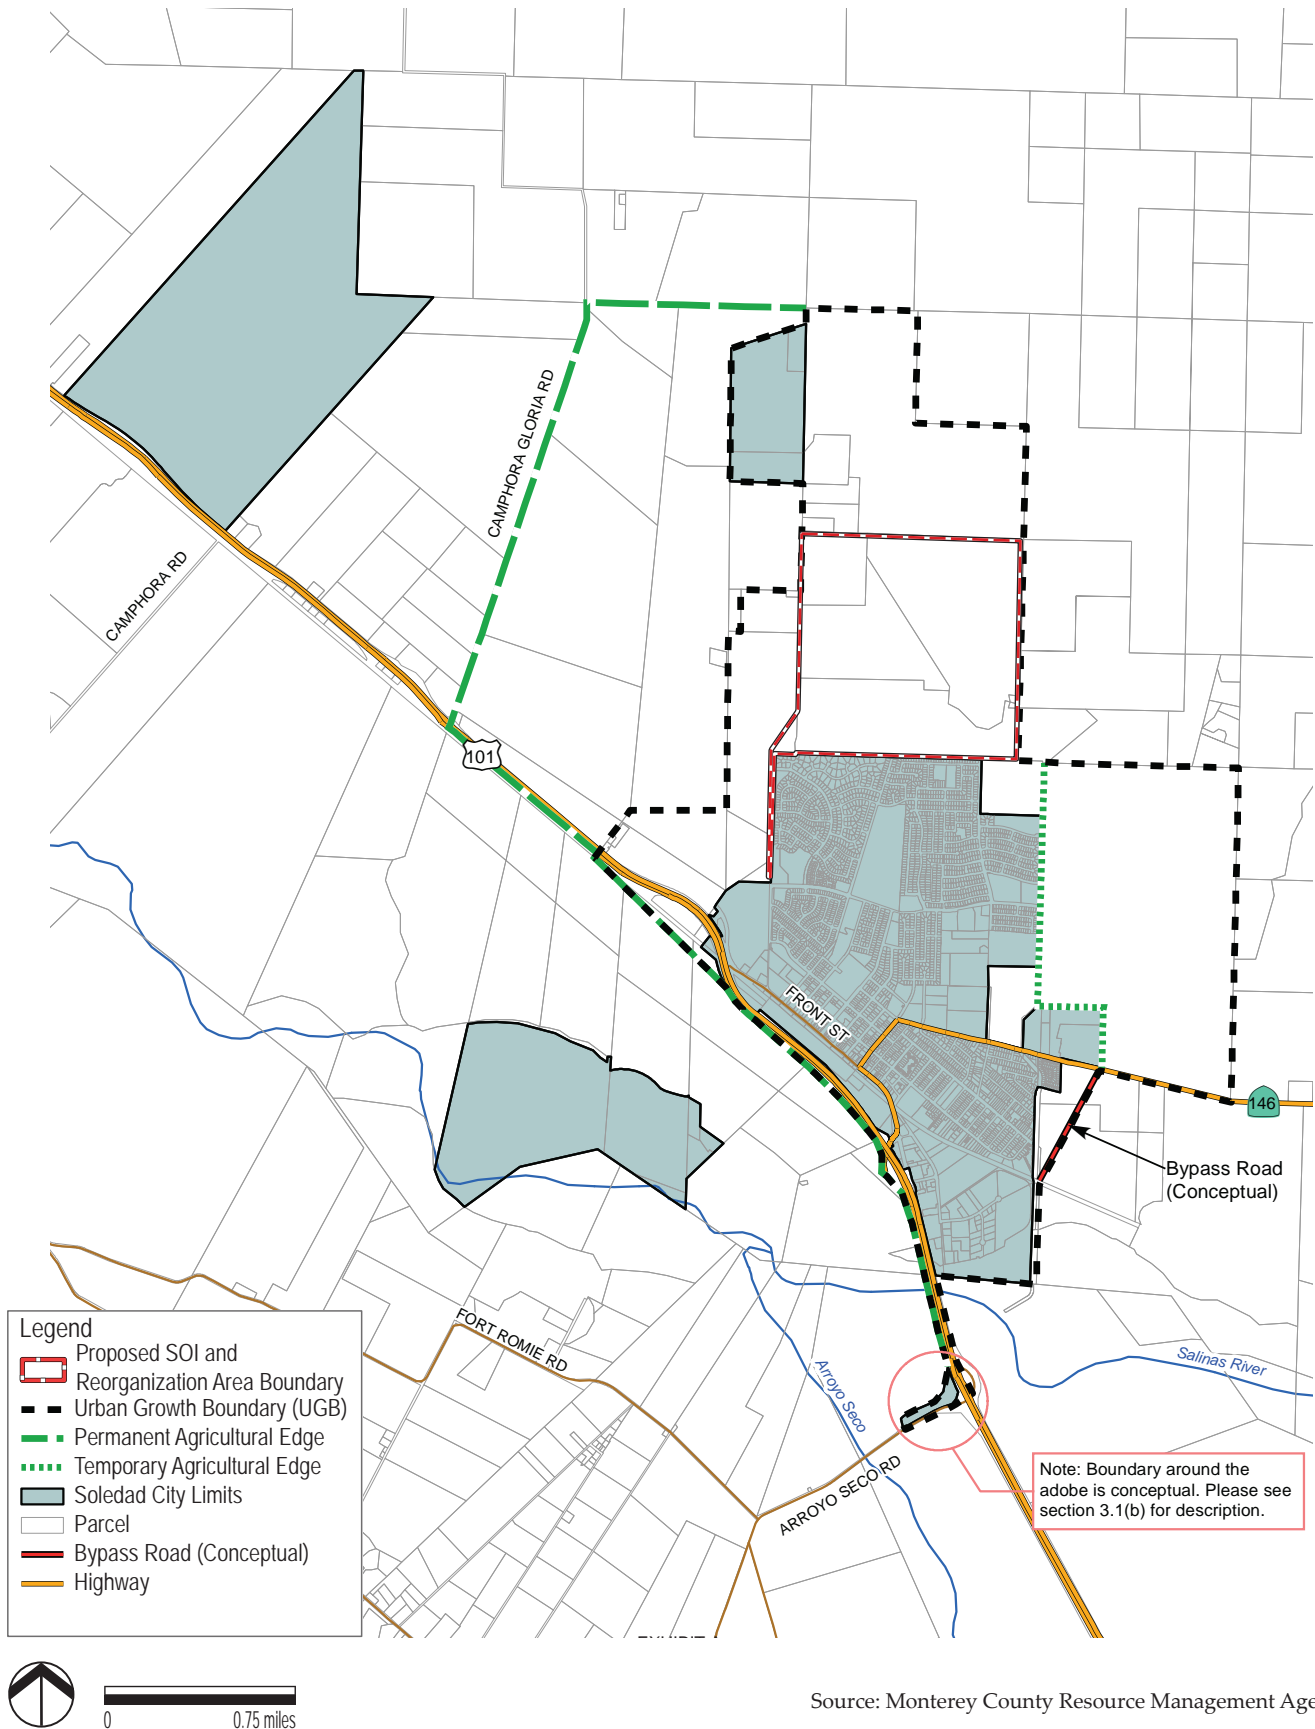 CAMPHORA GLORIA RD
CAMPHORA RD
101
FRONT ST
146
Bypass Road
(Conceptual)
FORT ROMIE RD
Arroyo Seco
Salinas River
ARROYO SECO RD
Note: Boundary around the
adobe is conceptual. Please see
section 3.1(b) for description.
Legend
Proposed SOI and
Reorganization Area Boundary
Urban Growth Boundary (UGB)
Permanent Agricultural Edge
Temporary Agricultural Edge
Soledad City Limits
Parcel
Bypass Road (Conceptual)
Highway
0 0.75 miles
Source: Monterey County Resource Management Age